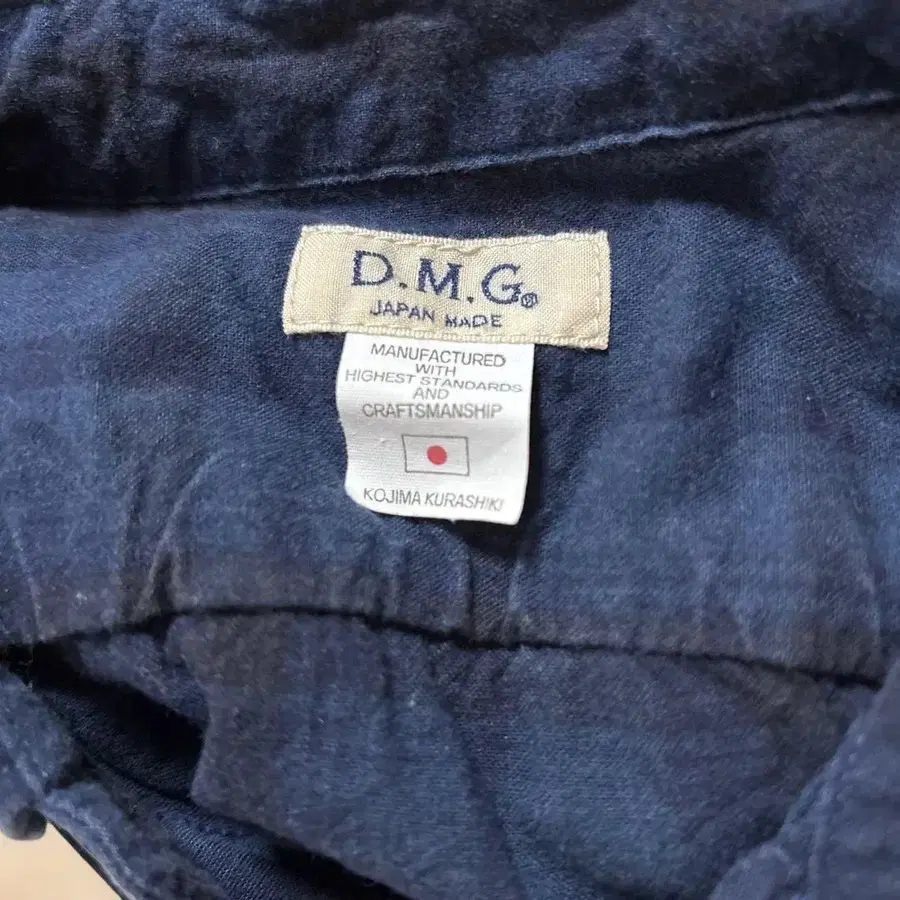 D.M.G.®
JAPAN MADE
MANUFACTURED
WITH
HIGHEST STANDARDS
AND
CRAFTSMANSHIP
KOJIMA KURASHIKI